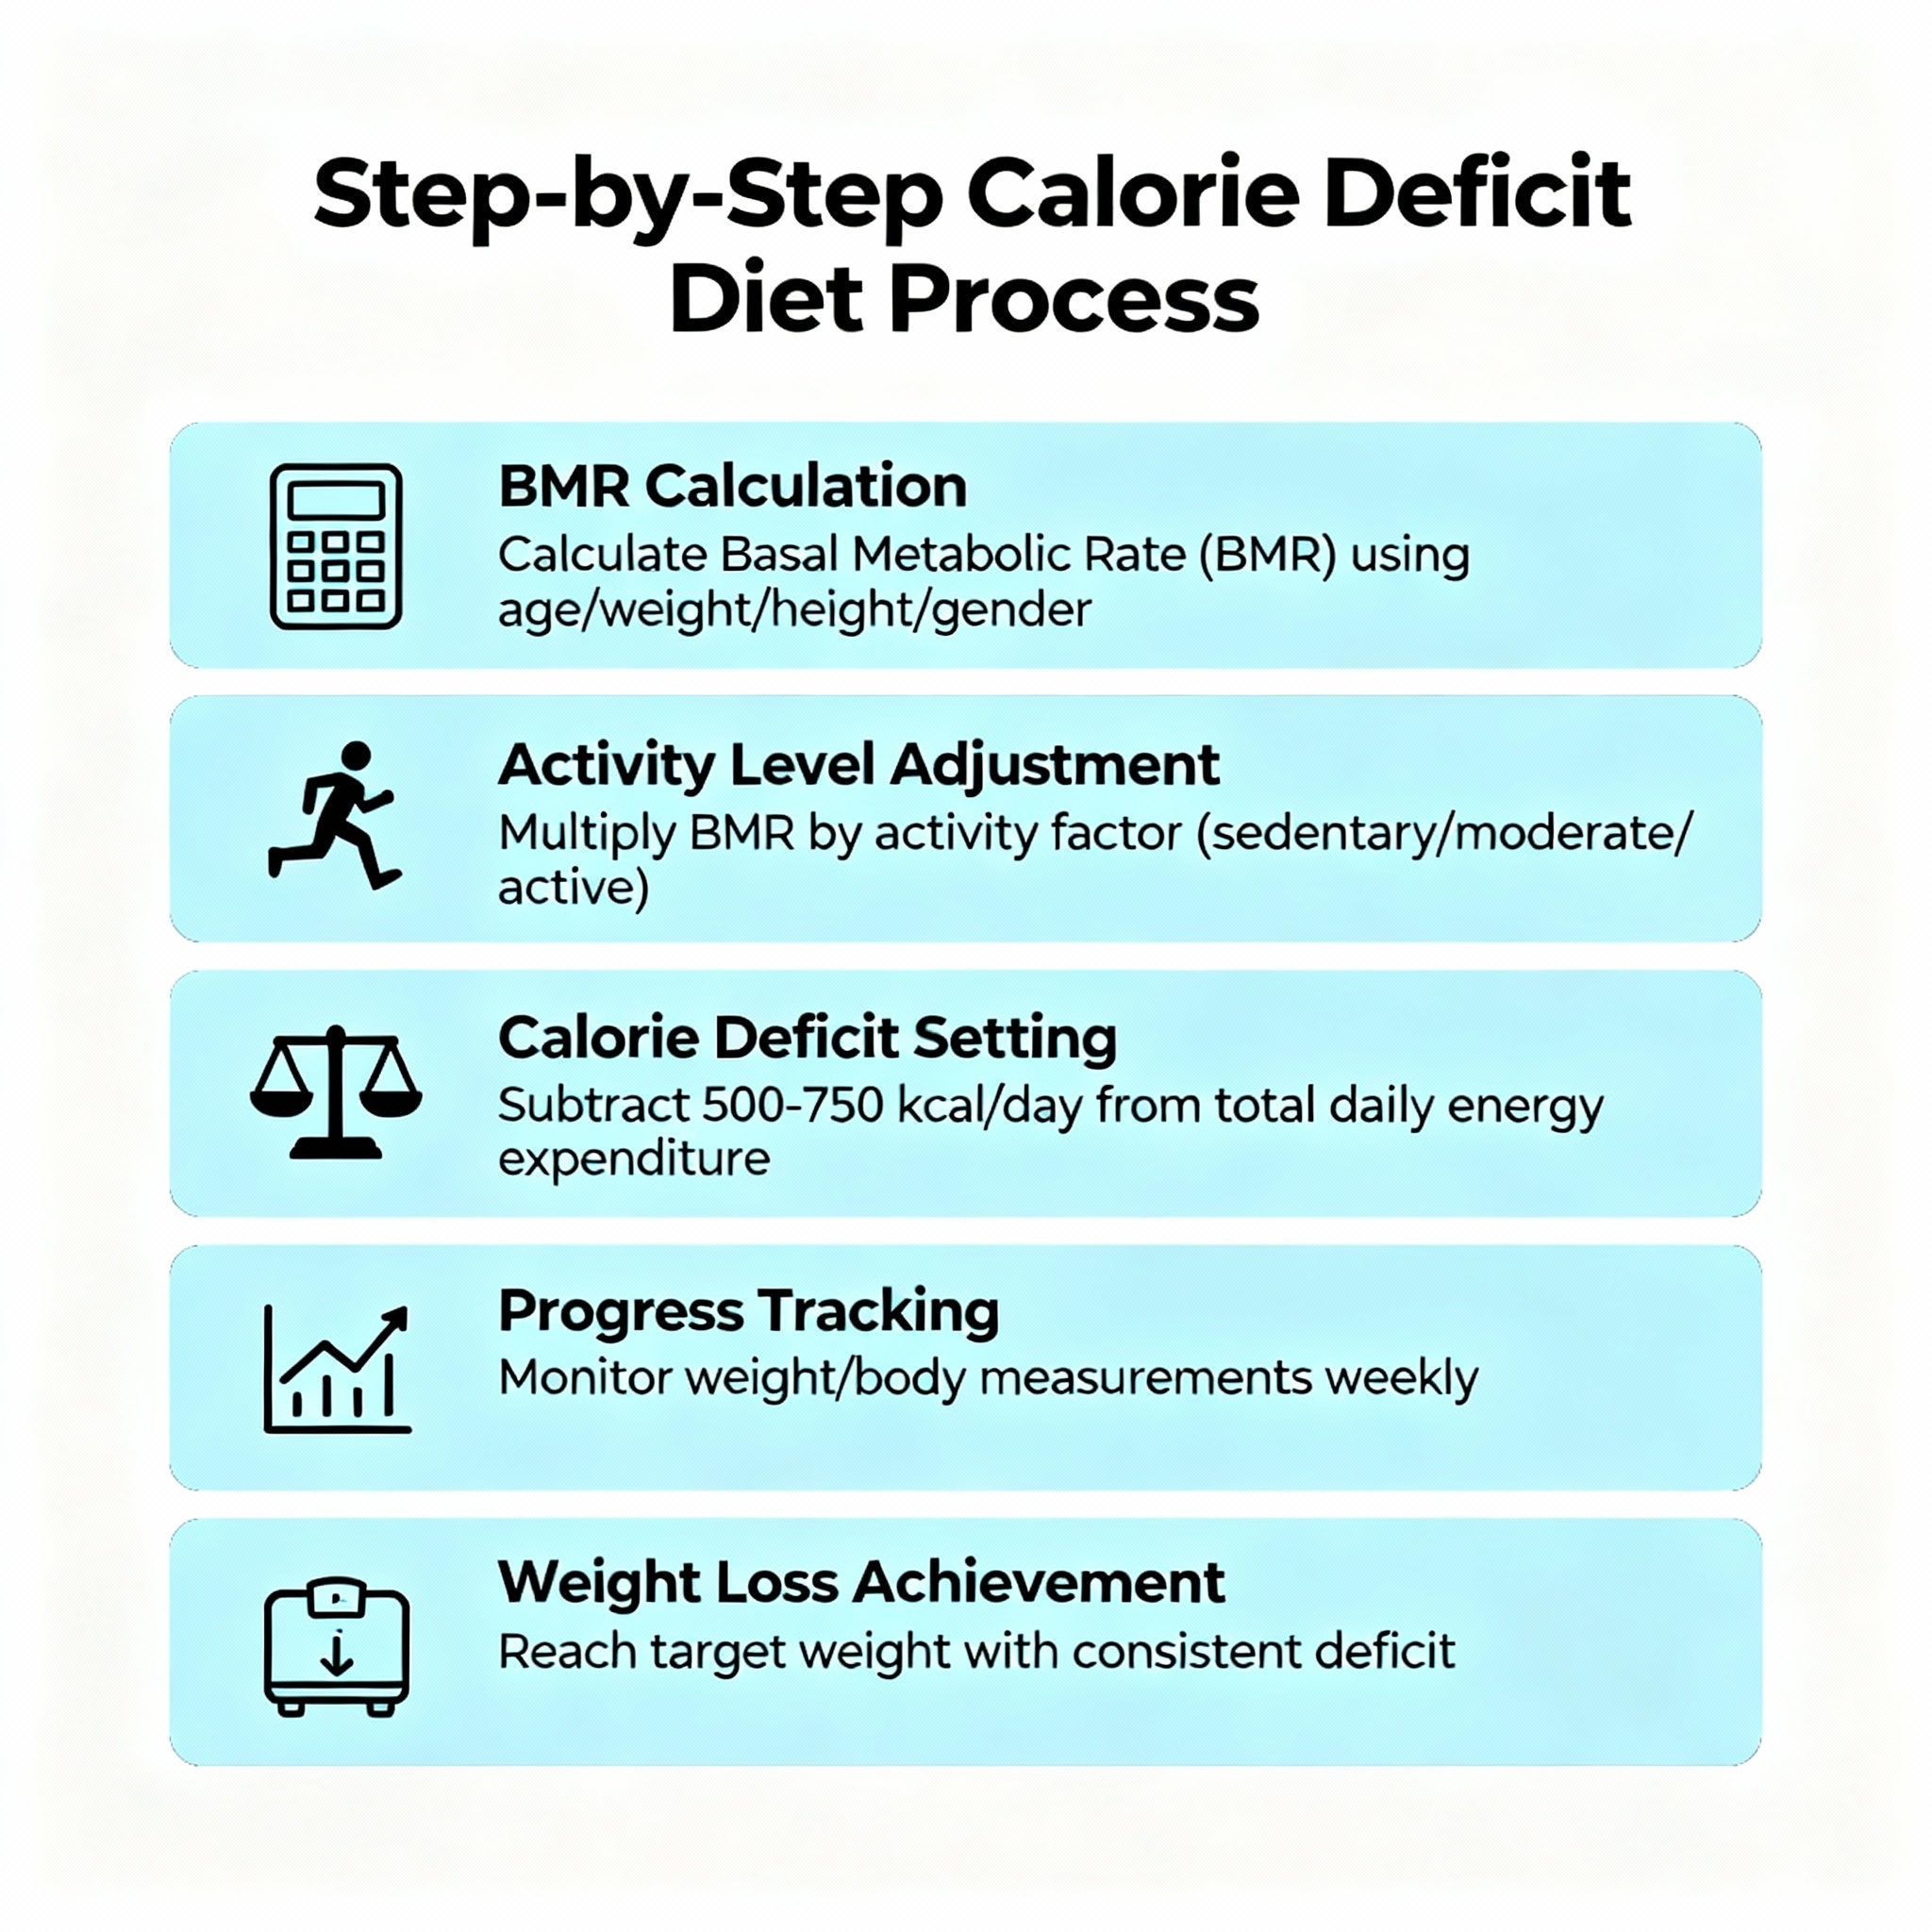 Step-by-Step Calorie Deficit
Diet Process
BMR Calculation
Calculate Basal Metabolic Rate (BMR) using
age/weight/height/gender
Activity Level Adjustment
Multiply BMR by activity factor (sedentary/moderate/
active)
Calorie Deficit Setting
Subtract 500-750 kcal/day from total daily energy
expenditure
Progress Tracking
Monitor weight/body measurements weekly
Weight Loss Achievement
Reach target weight with consistent deficit